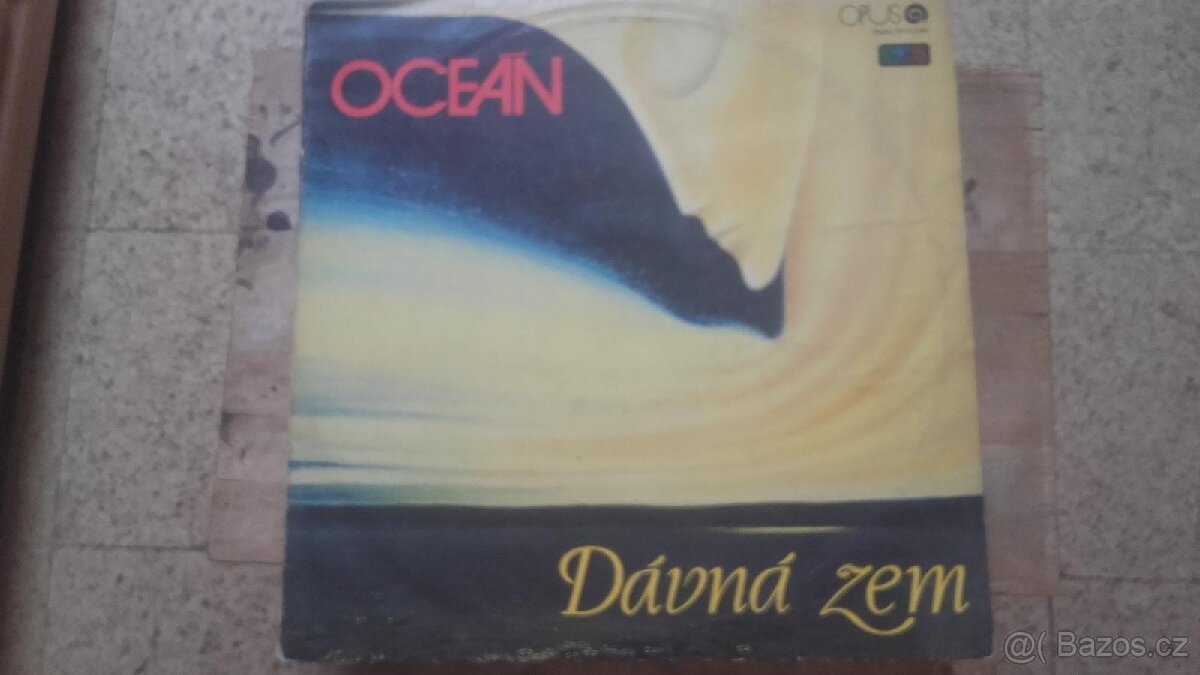 OPUS
OCEÁN
Dávná zem
Bazos.cz